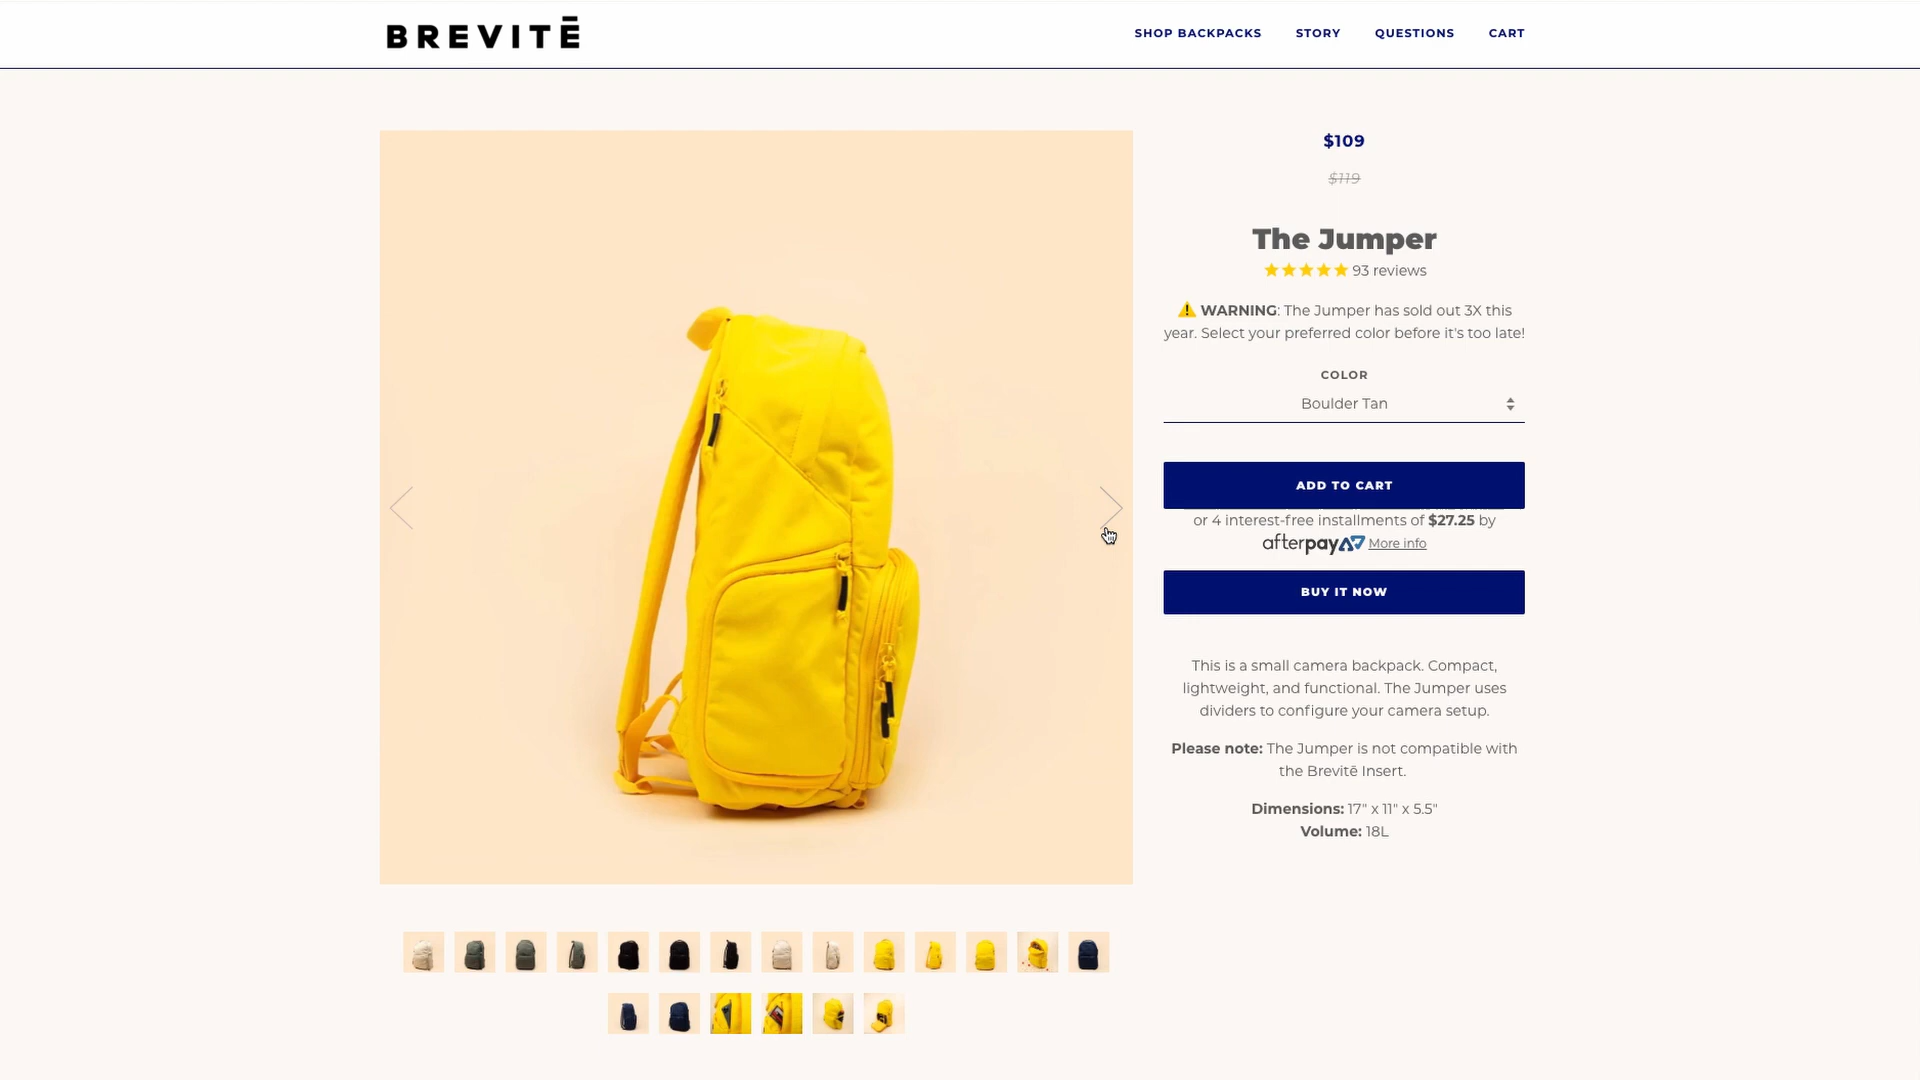 BREVITĒ
SHOP BACKPACKS STORY QUESTIONS CART
$109
$119
The Jumper
93 reviews
WARNING: The Jumper has sold out 3X this
year. Select your preferred color before it's too late!
COLOR
Boulder Tan
ADD TO CART
or 4 interest-free installments of $27.25 by
afterpay More info
BUY IT NOW
This is a small camera backpack. Compact,
lightweight, and functional. The Jumper uses
dividers to configure your camera setup.
Please note: The Jumper is not compatible with
the Brevitē Insert.
Dimensions: 17" x 11" x 5.5"
Volume: 18L